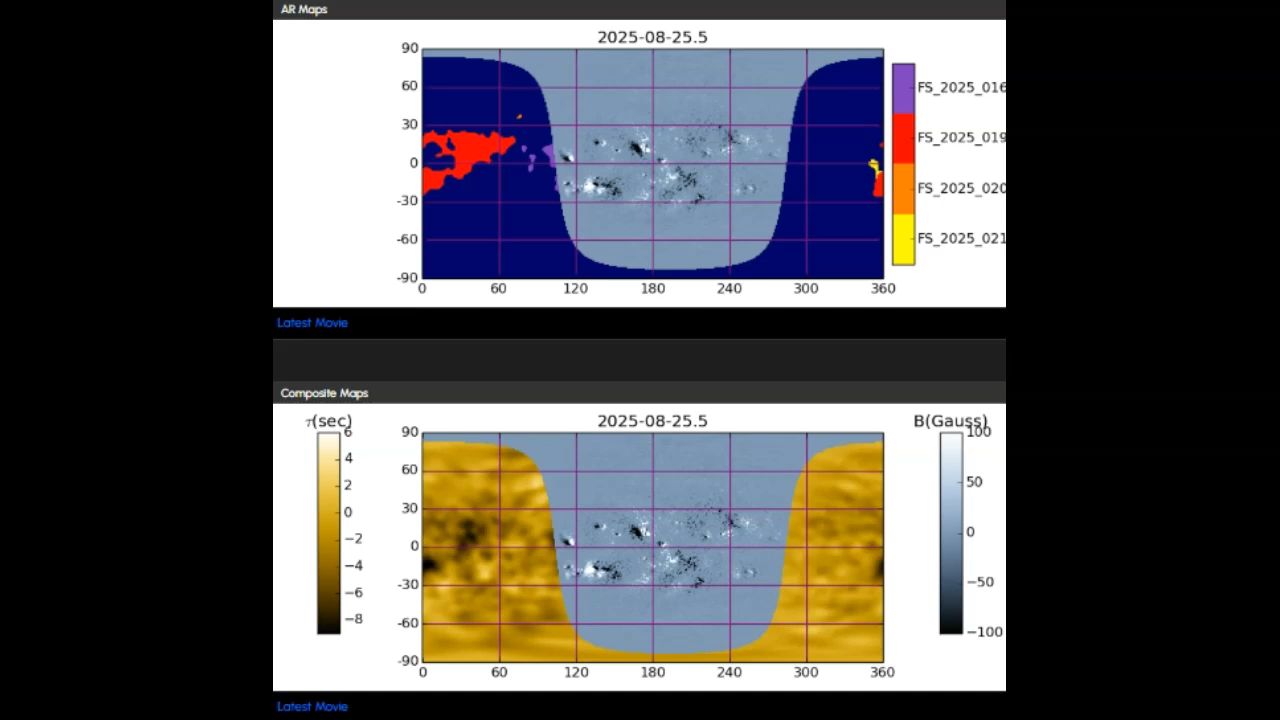 AR Maps
2025-08-25.5
90
60
30
0
-30
-60
-90
0 60 120 180 240 300 360
FS_2025_016
FS_2025_019
FS_2025_020
FS_2025_021
Latest Movie
Composite Maps
τ(sec)
2025-08-25.5
B(Gauss)
6
4
2
0
−2
−4
−6
−8
90
60
30
0
-30
-60
-90
0 60 120 180 240 300 360
100
50
0
−50
−100
Latest Movie